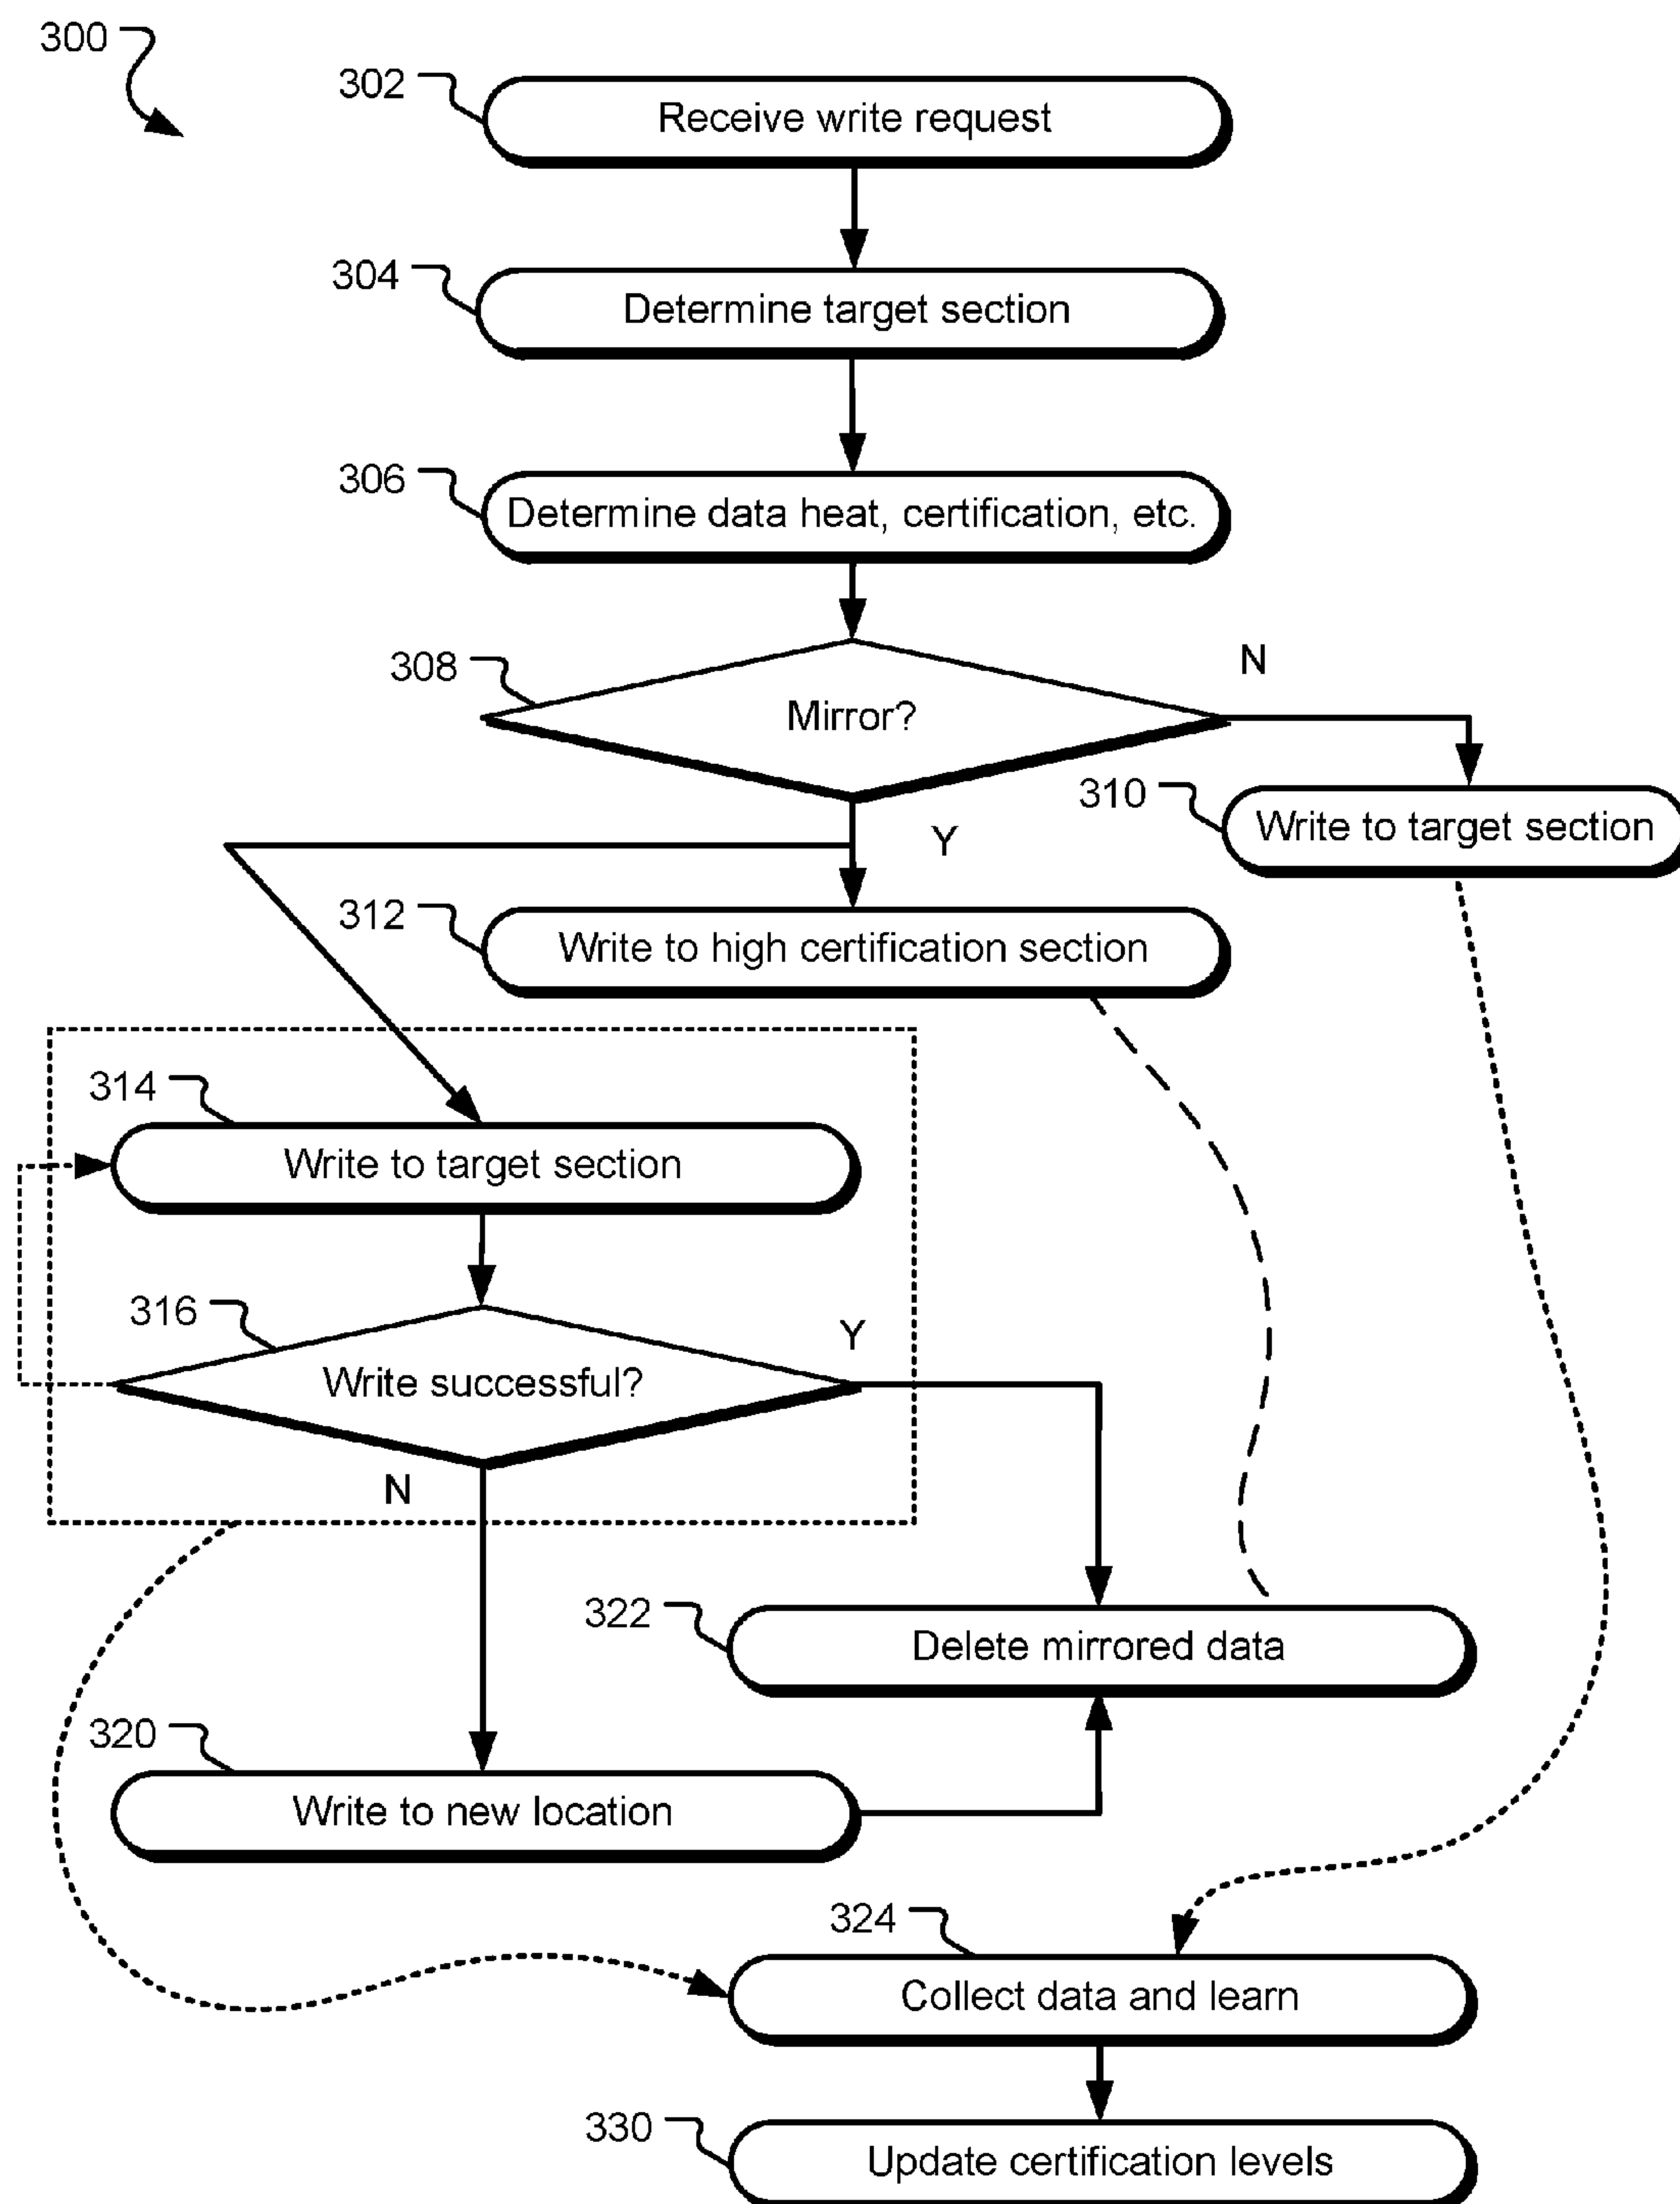 300
302
Receive write request
304
Determine target section
306
Determine data heat, certification, etc.
308
Mirror?
N
310
Write to target section
Y
312
Write to high certification section
314
Write to target section
316
Write successful?
Y
N
322
Delete mirrored data
320
Write to new location
324
Collect data and learn
330
Update certification levels